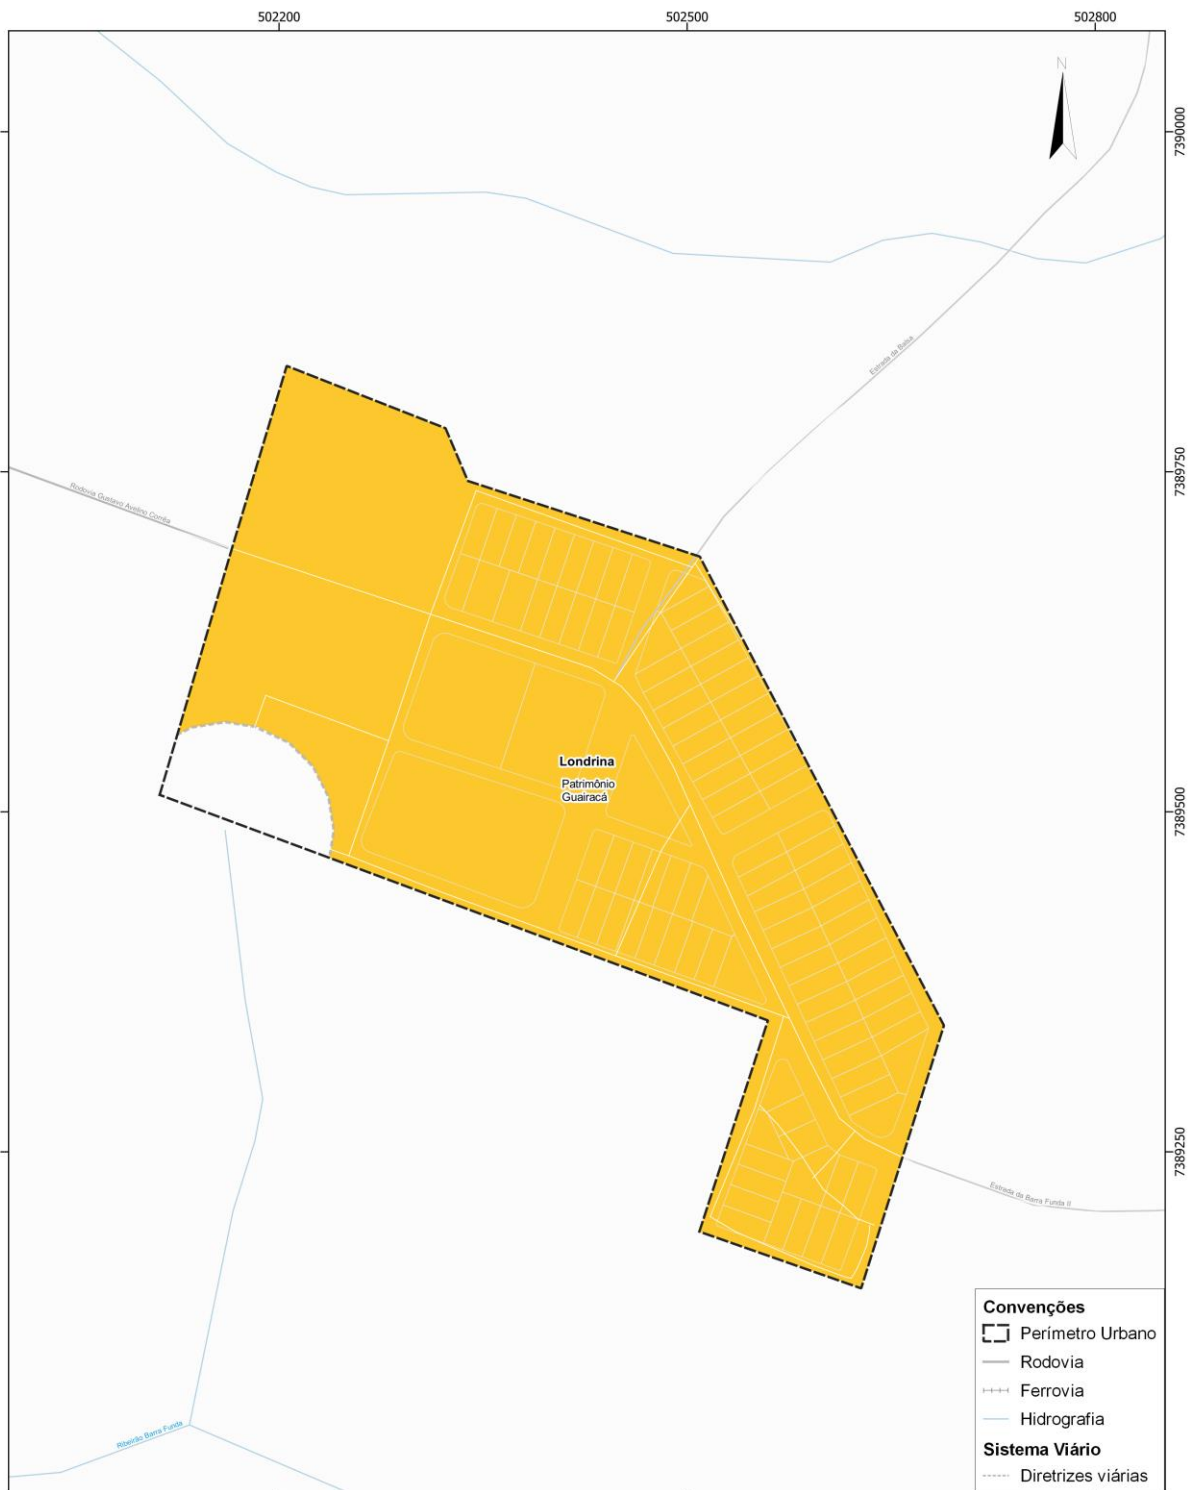 502200
502500
502800
N
7390000
Estrada da Balsa
7389750
Rodovia Gustavo Avelino Corrêa
Londrina
Patrimônio
Guairacá
7389500
7389250
Estrada da Barra Funda II
Ribeirão Barra Funda
Convenções
Perímetro Urbano
Rodovia
Ferrovia
Hidrografia
Sistema Viário
Diretrizes viárias